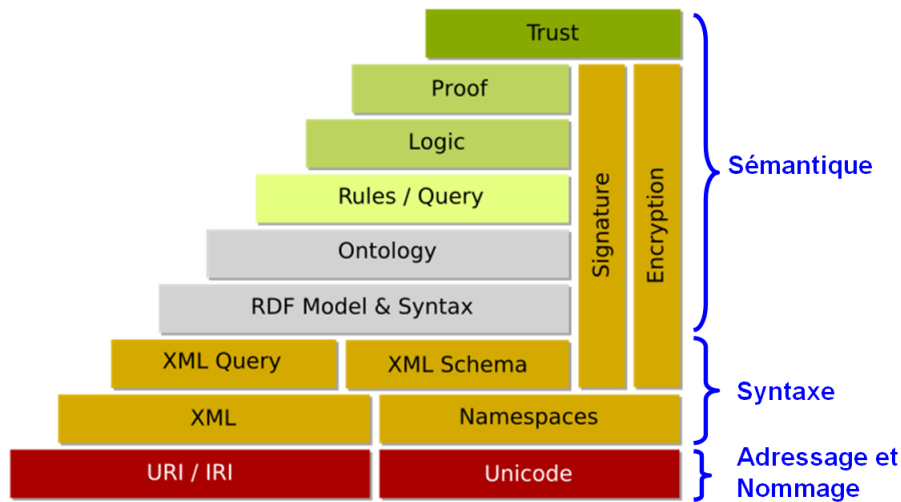 Trust
Proof
Logic
Rules / Query
Ontology
RDF Model & Syntax
XML Query
XML Schema
XML
Namespaces
URI / IRI
Unicode
Signature
Encryption
Sémantique
Syntaxe
Adressage et
Nommage